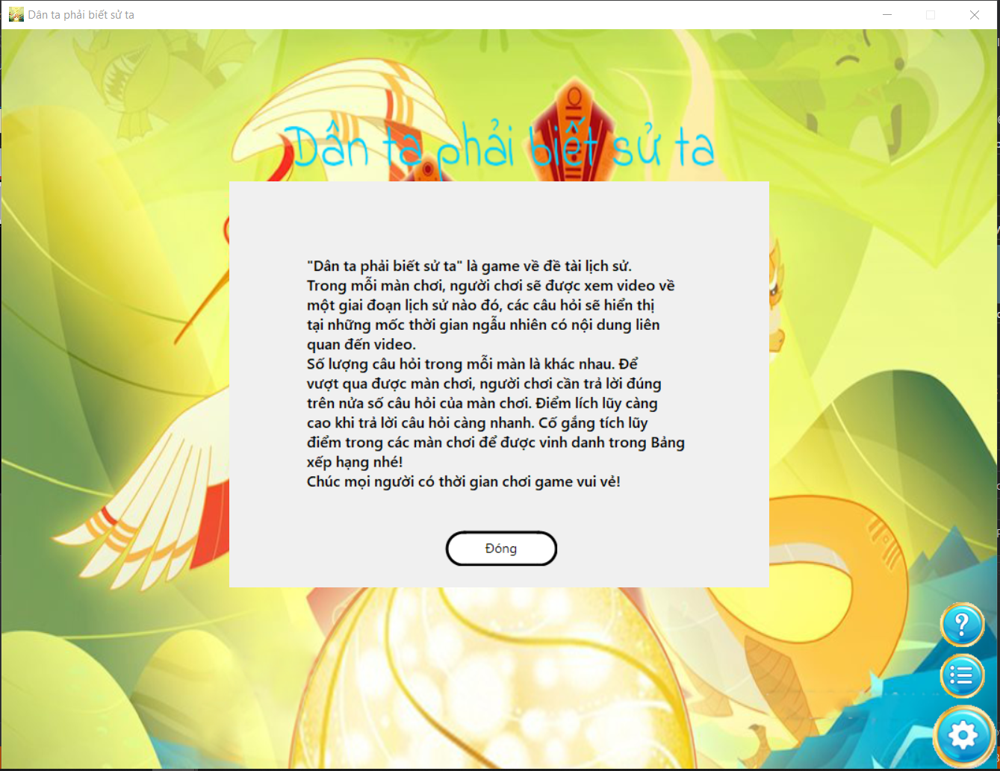 Dân ta phải biết sử ta
Dân ta phải biết sử ta
"Dân ta phải biết sử ta" là game về đề tài lịch sử.
Trong mỗi màn chơi, người chơi sẽ được xem video về
một giai đoạn lịch sử nào đó, các câu hỏi sẽ hiển thị
tại những mốc thời gian ngẫu nhiên có nội dung liên
quan đến video.
Số lượng câu hỏi trong mỗi màn là khác nhau. Để
vượt qua được màn chơi, người chơi cần trả lời đúng
trên nửa số câu hỏi của màn chơi. Điểm lích lũy càng
cao khi trả lời câu hỏi càng nhanh. Cố gắng tích lũy
điểm trong các màn chơi để được vinh danh trong Bảng
xếp hạng nhé!
Chúc mọi người có thời gian chơi game vui vẻ!
Đóng
?